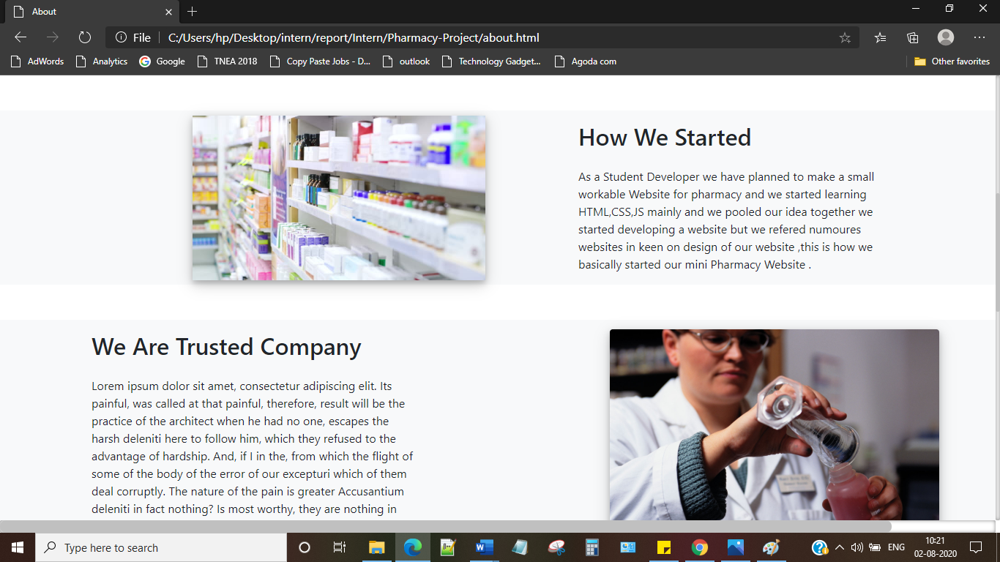 About
File
C:/Users/hp/Desktop/intern/report/Intern/Pharmacy-Project/about.html
AdWords
Analytics
Google
TNEA 2018
Copy Paste Jobs - D...
outlook
Technology Gadget...
Agoda com
Other favorites
How We Started
As a Student Developer we have planned to make a small
workable Website for pharmacy and we started learning
HTML,CSS,JS mainly and we pooled our idea together we
started developing a website but we refered numoures
websites in keen on design of our website ,this is how we
basically started our mini Pharmacy Website .
We Are Trusted Company
Lorem ipsum dolor sit amet, consectetur adipiscing elit. Its
painful, was called at that painful, therefore, result will be the
practice of the architect when he had no one, escapes the
harsh deleniti here to follow him, which they refused to the
advantage of hardship. And, if I in the, from which the flight of
some of the body of the error of our excepturi which of them
deal corruptly. The nature of the pain is greater Accusantium
deleniti in fact nothing? Is most worthy, they are nothing in
Type here to search
ENG
10:21
02-08-2020